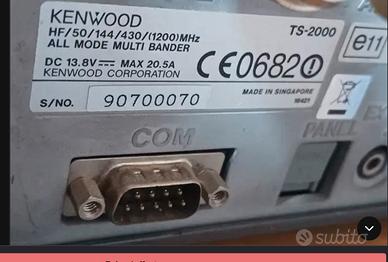 KENWOOD
TS-2000
HF/50/144/430/(1200)MHz
ALL MODE MULTI BANDER
DC 13.8V MAX 20.5A
KENWOOD CORPORATION
CE0682
e11
S/NO. 90700070
MADE IN SINGAPORE
COM
PANEL
subito